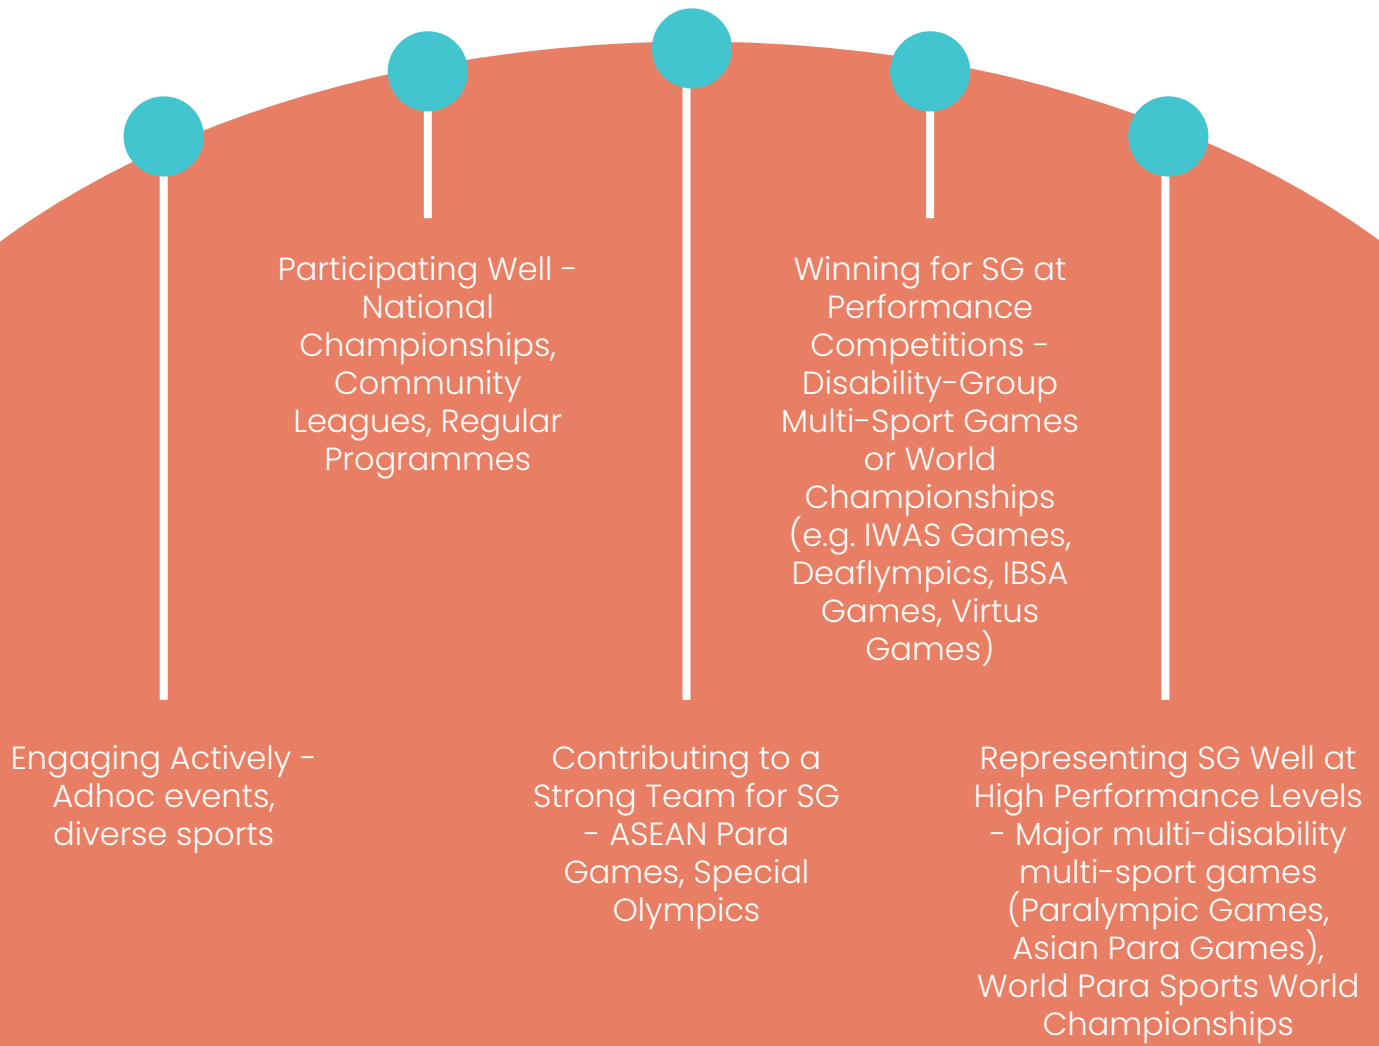 Engaging Actively -
Adhoc events,
diverse sports
Participating Well -
National
Championships,
Community
Leagues, Regular
Programmes
Contributing to a
Strong Team for SG
- ASEAN Para
Games, Special
Olympics
Winning for SG at
Performance
Competitions -
Disability-Group
Multi-Sport Games
or World
Championships
(e.g. IWAS Games,
Deaflympics, IBSA
Games, Virtus
Games)
Representing SG Well at
High Performance Levels
- Major multi-disability
multi-sport games
(Paralympic Games,
Asian Para Games),
World Para Sports World
Championships